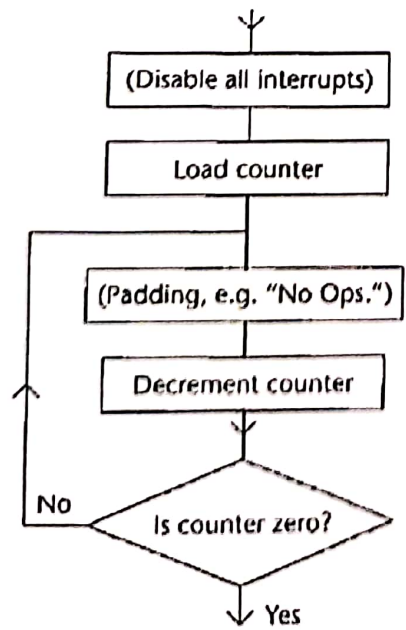 (Disable all interrupts)
Load counter
(Padding, e.g. “No Ops.”)
Decrement counter
No
Is counter zero?
Yes